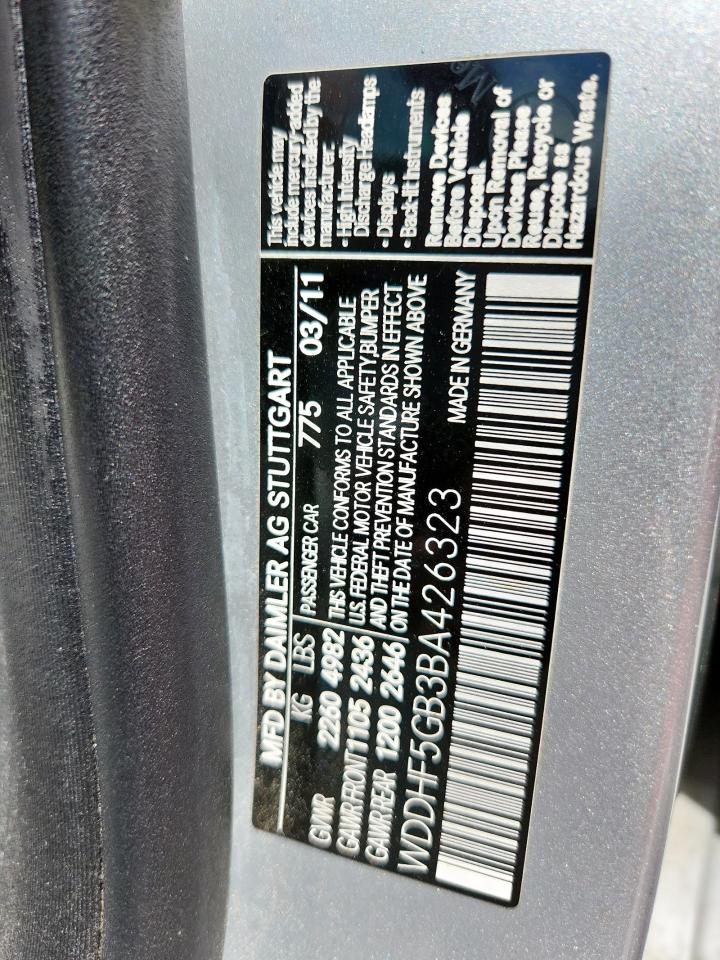 MFD BY DAIMLER AG STUTTGART
KG LBS PASSENGER CAR 775 03/11
GVWR 2260 4982
GAWR FRONT 1105 2436
GAWR REAR 1200 2646
THIS VEHICLE CONFORMS TO ALL APPLICABLE
U.S. FEDERAL MOTOR VEHICLE SAFETY, BUMPER
AND THEFT PREVENTION STANDARDS IN EFFECT
ON THE DATE OF MANUFACTURE SHOWN ABOVE
WDDHF5GB3BA426323 MADE IN GERMANY
This vehicle may
include mercury-added
devices installed by the
manufacturer:
- High Intensity
Discharge Headlamps
- Displays
- Back-lit Instruments
Remove Devices
Before Vehicle
Disposal.
Upon Removal of
Devices Please
Reuse, Recycle or
Dispose as
Hazardous Waste.